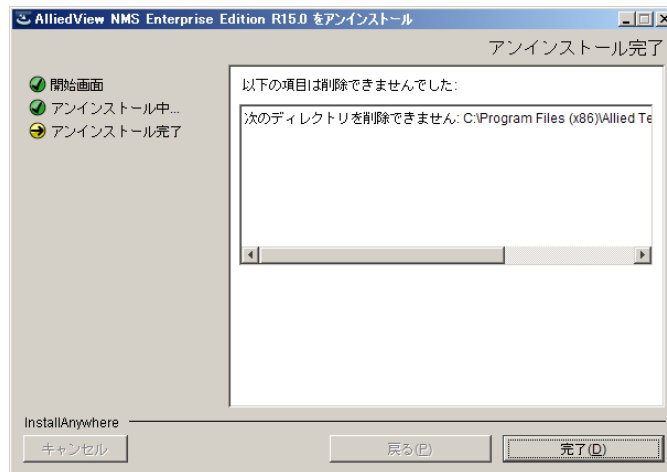 AlliedView NMS Enterprise Edition R15.0 をアンインストール
アンインストール完了
開始画面
アンインストール中...
アンインストール完了
以下の項目は削除できませんでした:
次のディレクトリを削除できません: C:\Program Files (x86)\Allied Te
InstallAnywhere
キャンセル
戻る(P)
完了(D)